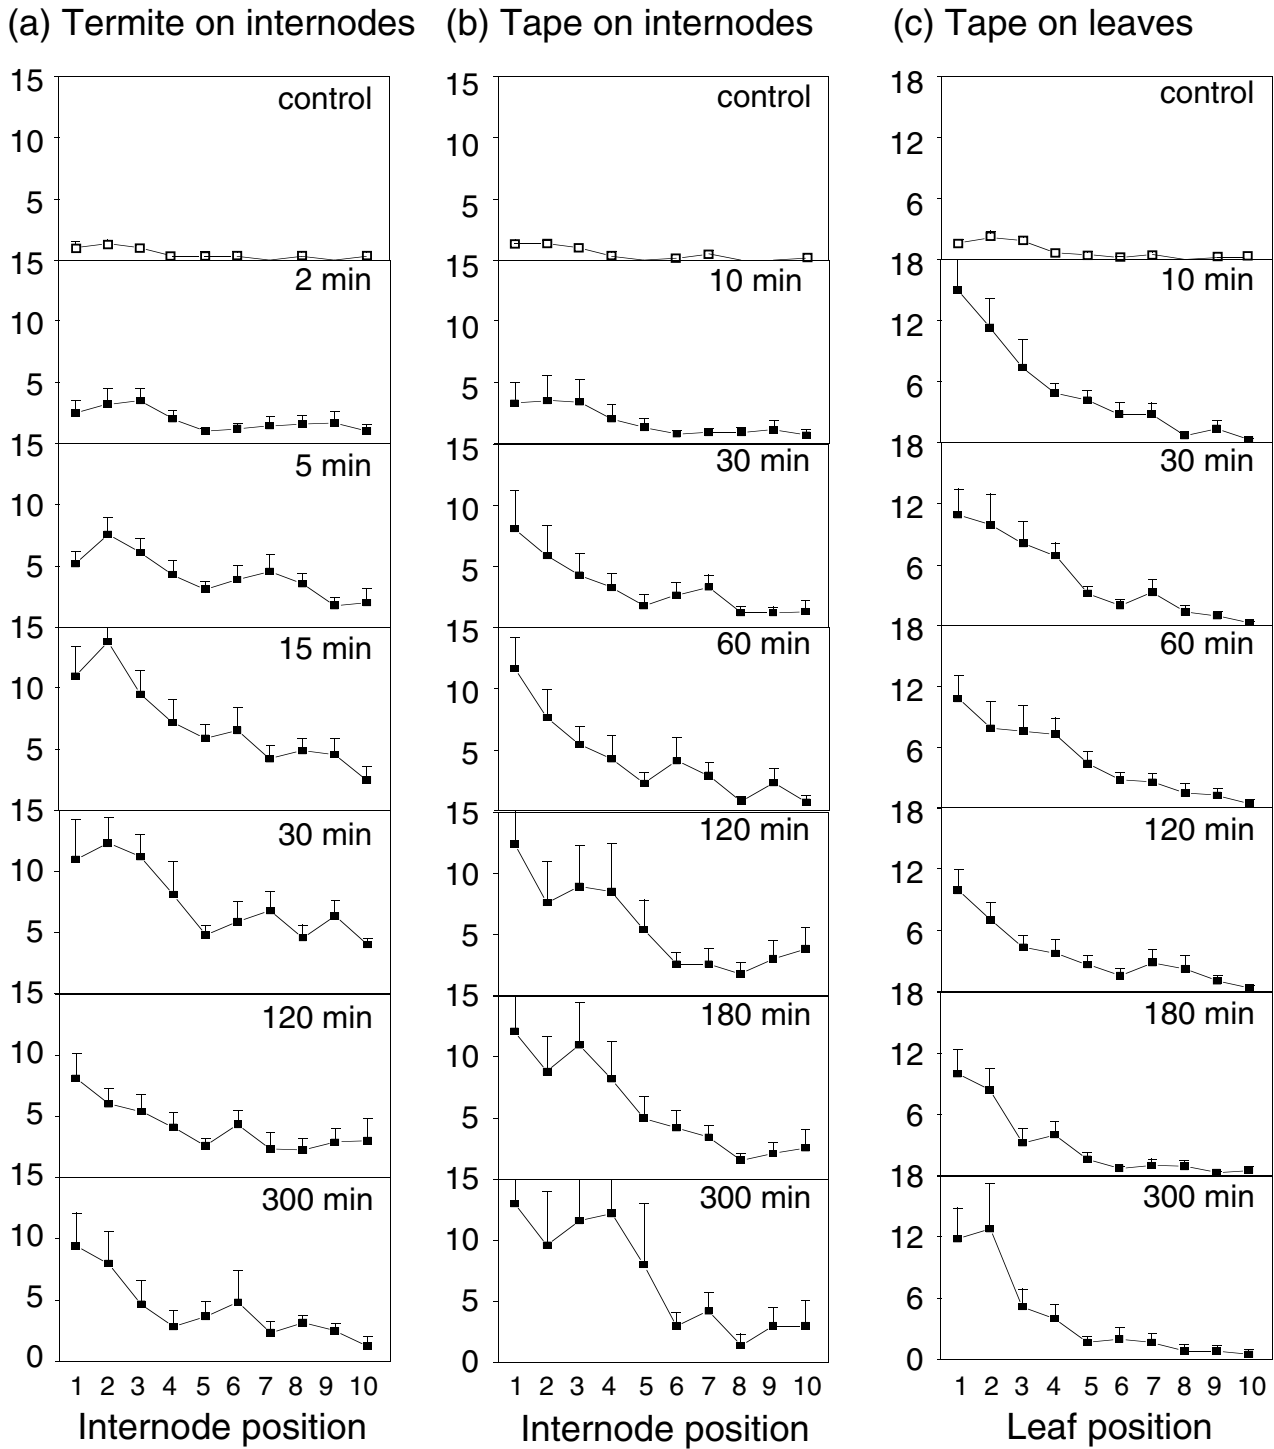 (a) Termite on internodes (b) Tape on internodes (c) Tape on leaves
15 control 15 control 18 control
10 10 12
5 5 6
15 2 min 15 10 min 18 10 min
10 10 12
5 5 6
15 5 min 15 30 min 18 30 min
10 10 12
5 5 6
15 15 min 15 60 min 18 60 min
10 10 12
5 5 6
15 30 min 15 120 min 18 120 min
10 10 12
5 5 6
15 120 min 15 180 min 18 180 min
10 10 12
5 5 6
15 300 min 15 300 min 18 300 min
10 10 12
5 5 6
0 0 0
1 2 3 4 5 6 7 8 9 10 1 2 3 4 5 6 7 8 9 10 1 2 3 4 5 6 7 8 9 10
Internode position Internode position Leaf position